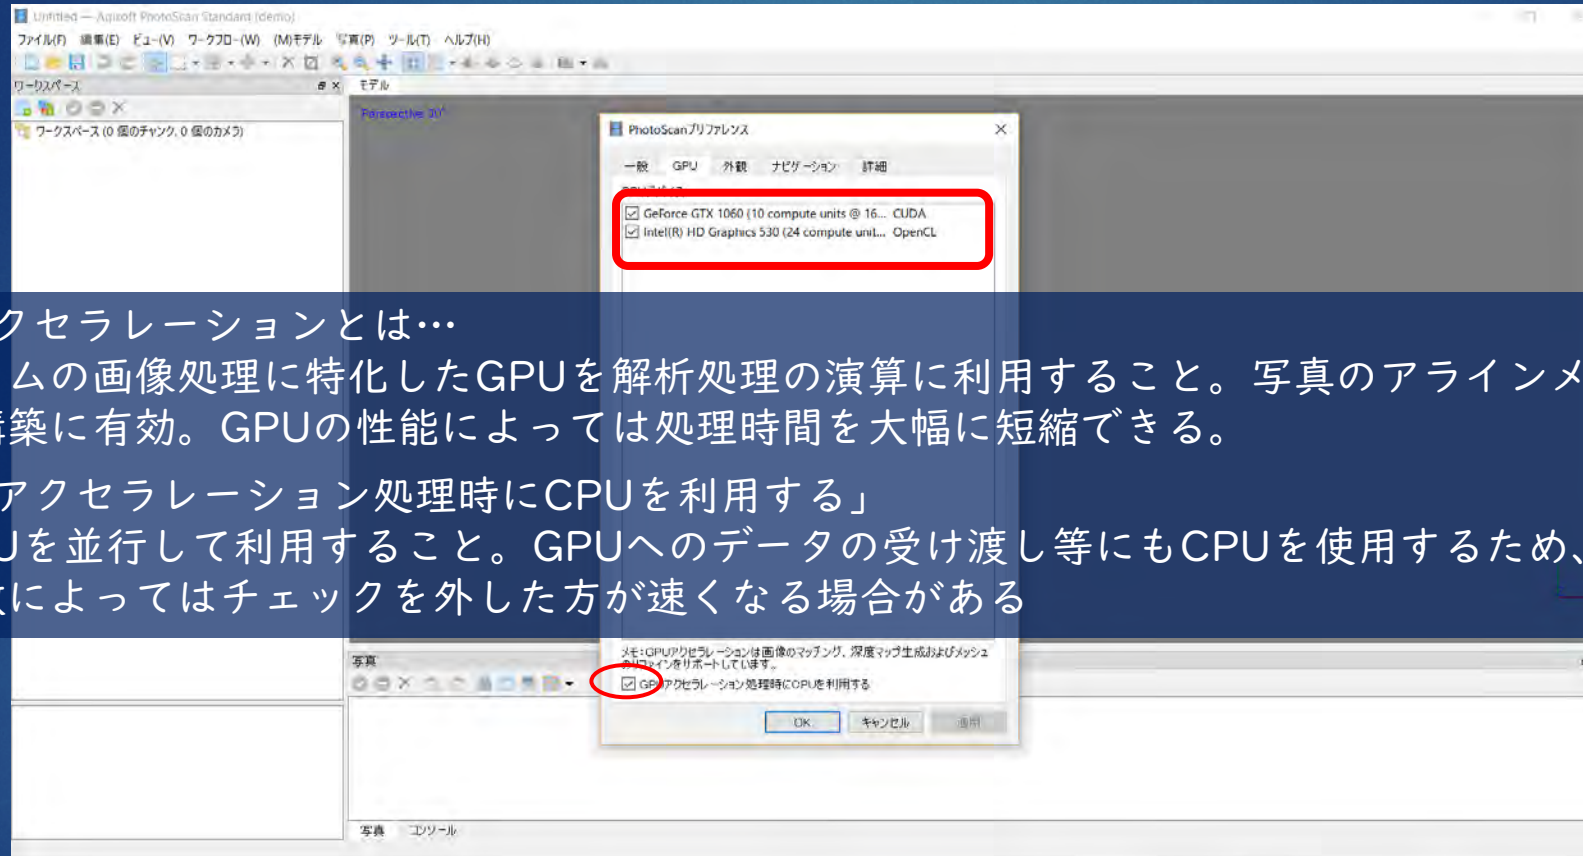 Untitled — Agisoft PhotoScan Standard (demo)
ファイル(F) 編集(E) ビュー(V) ワークフロー(W) (M)モデル 写真(P) ツール(T) ヘルプ(H)
ワークスペース
モデル
ワークスペース (0 個のチャンク, 0 個のカメラ)
Perspective 30°
PhotoScanプリファレンス
一般 GPU 外観 ナビゲーション 詳細
GeForce GTX 1060 (10 compute units @ 16... CUDA
Intel(R) HD Graphics 530 (24 compute unit... OpenCL
クセラレーションとは…
ムの画像処理に特化したGPUを解析処理の演算に利用すること。写真のアラインメ
築に有効。GPUの性能によっては処理時間を大幅に短縮できる。
アクセラレーション処理時にCPUを利用する」
Uを並行して利用すること。GPUへのデータの受け渡し等にもCPUを使用するため、
によってはチェックを外した方が速くなる場合がある
メモ:GPUアクセラレーションは画像のマッチング、深度マップ生成およびメッシュ
のリファインをサポートしています。
GPUアクセラレーション処理時にCPUを利用する
OK キャンセル 適用
写真
写真 コンソール